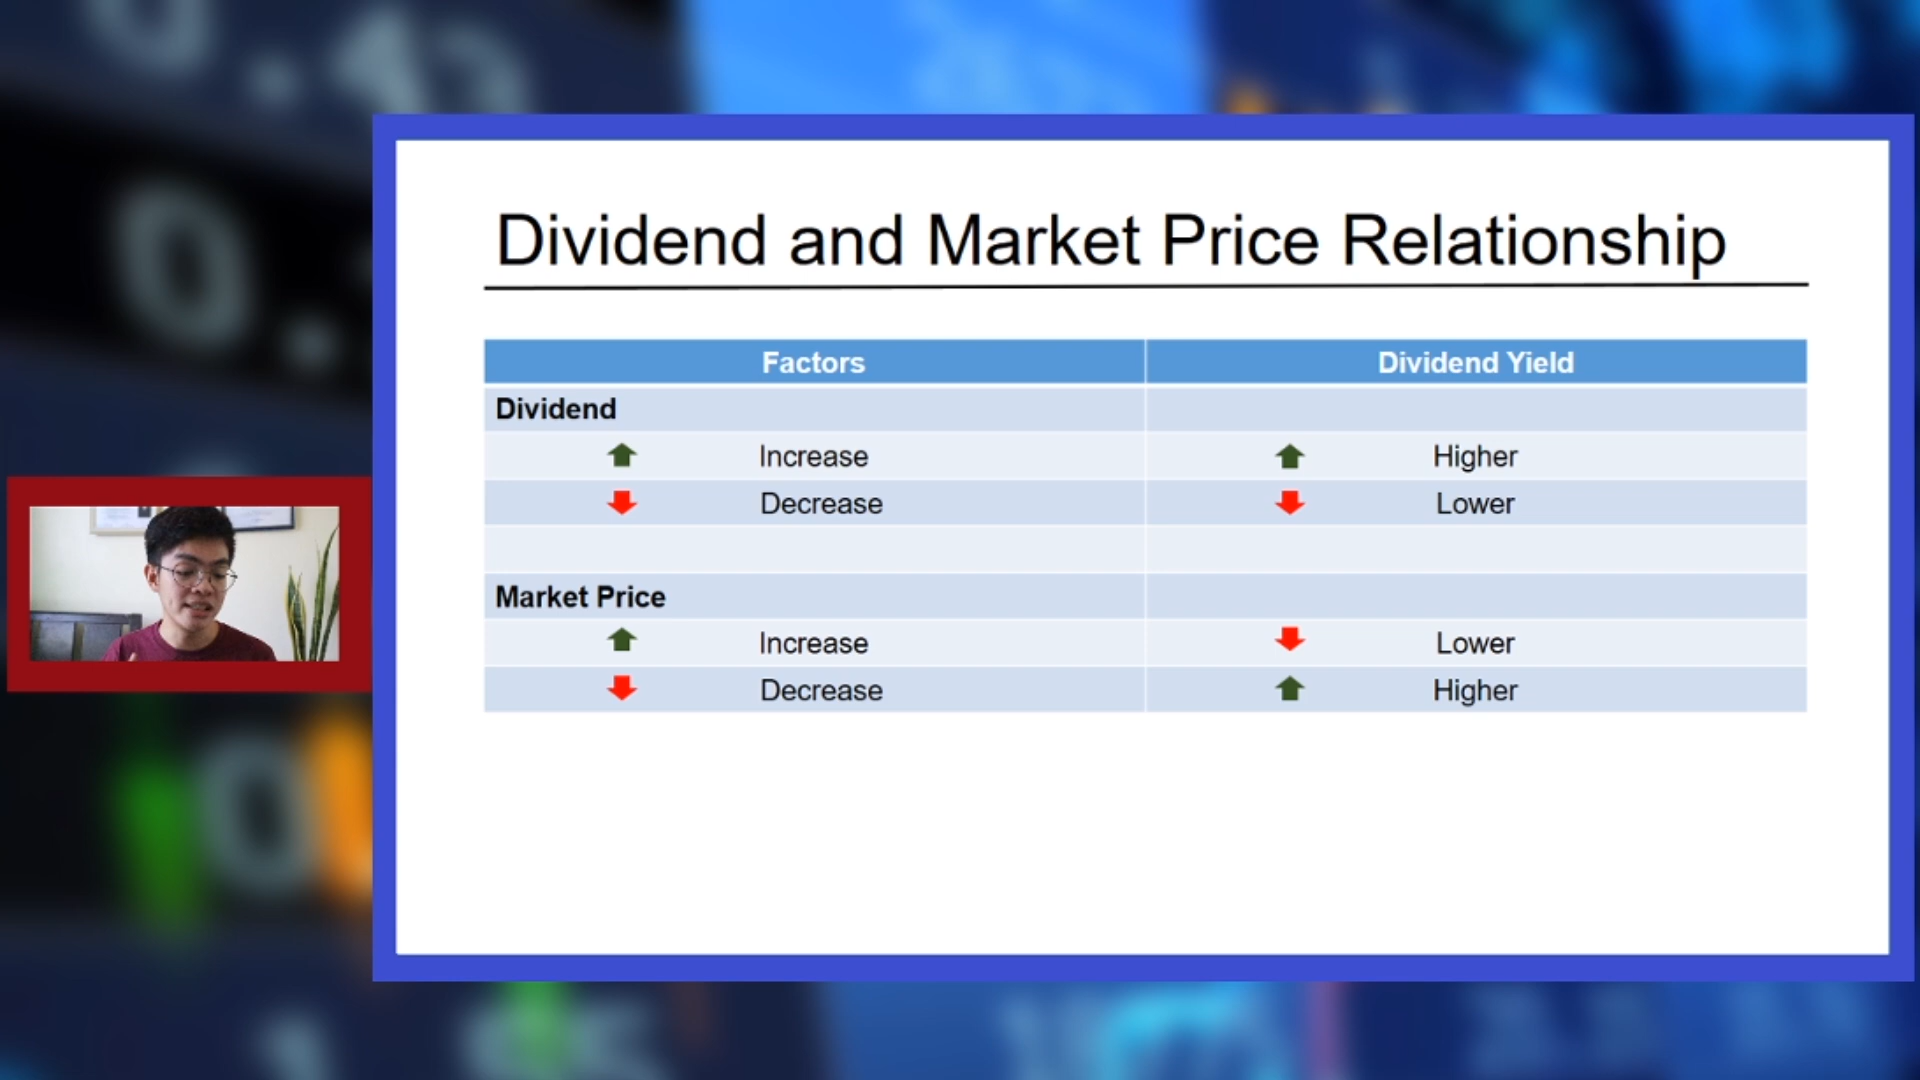 Dividend and Market Price Relationship
Factors Dividend Yield
Dividend
Increase Higher
Decrease Lower
Market Price
Increase Lower
Decrease Higher